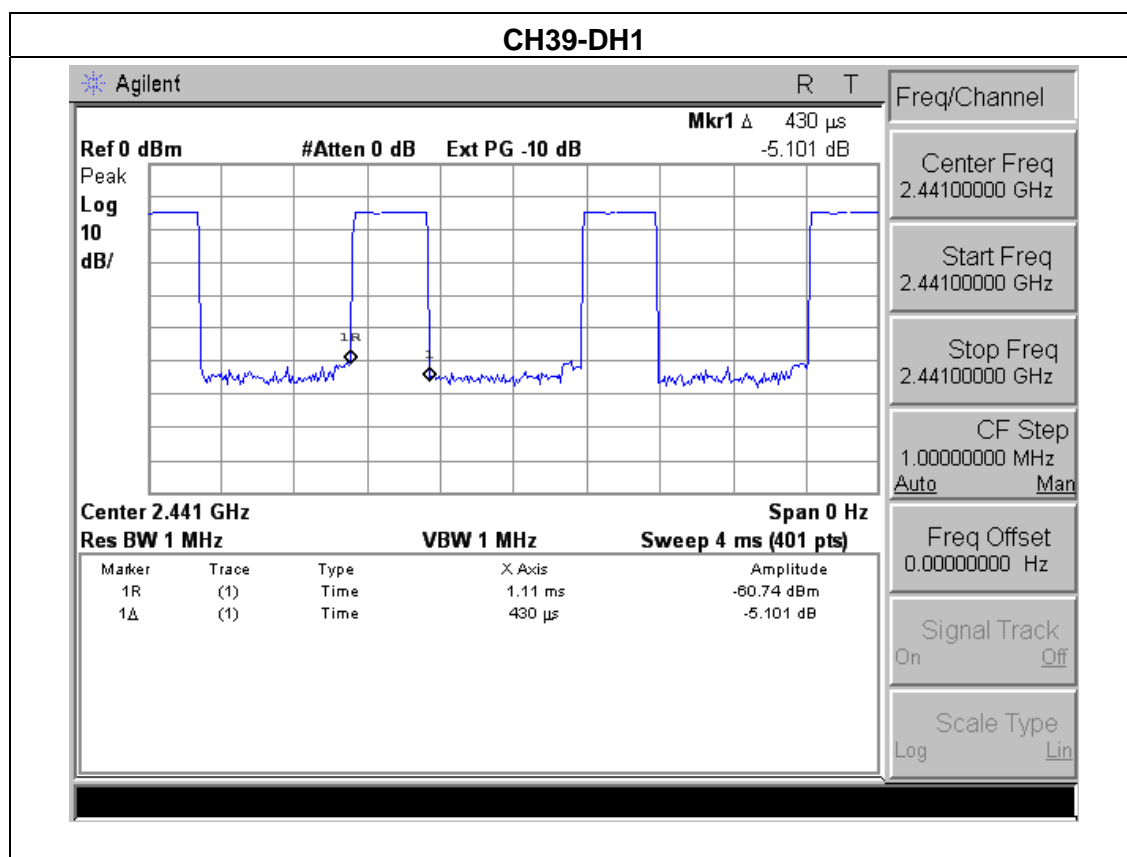 CH39-DH1
Agilent R T
Mkr1 Δ 430 µs
Ref 0 dBm #Atten 0 dB Ext PG -10 dB -5.101 dB
Peak
Log
10
dB/
1R
1
Center 2.441 GHz Span 0 Hz
Res BW 1 MHz VBW 1 MHz Sweep 4 ms (401 pts)
Marker Trace Type X Axis Amplitude
1R (1) Time 1.11 ms -60.74 dBm
1Δ (1) Time 430 µs -5.101 dB
Freq/Channel
Center Freq
2.44100000 GHz
Start Freq
2.44100000 GHz
Stop Freq
2.44100000 GHz
CF Step
1.00000000 MHz
Auto Man
Freq Offset
0.00000000 Hz
Signal Track
On Off
Scale Type
Log Lin